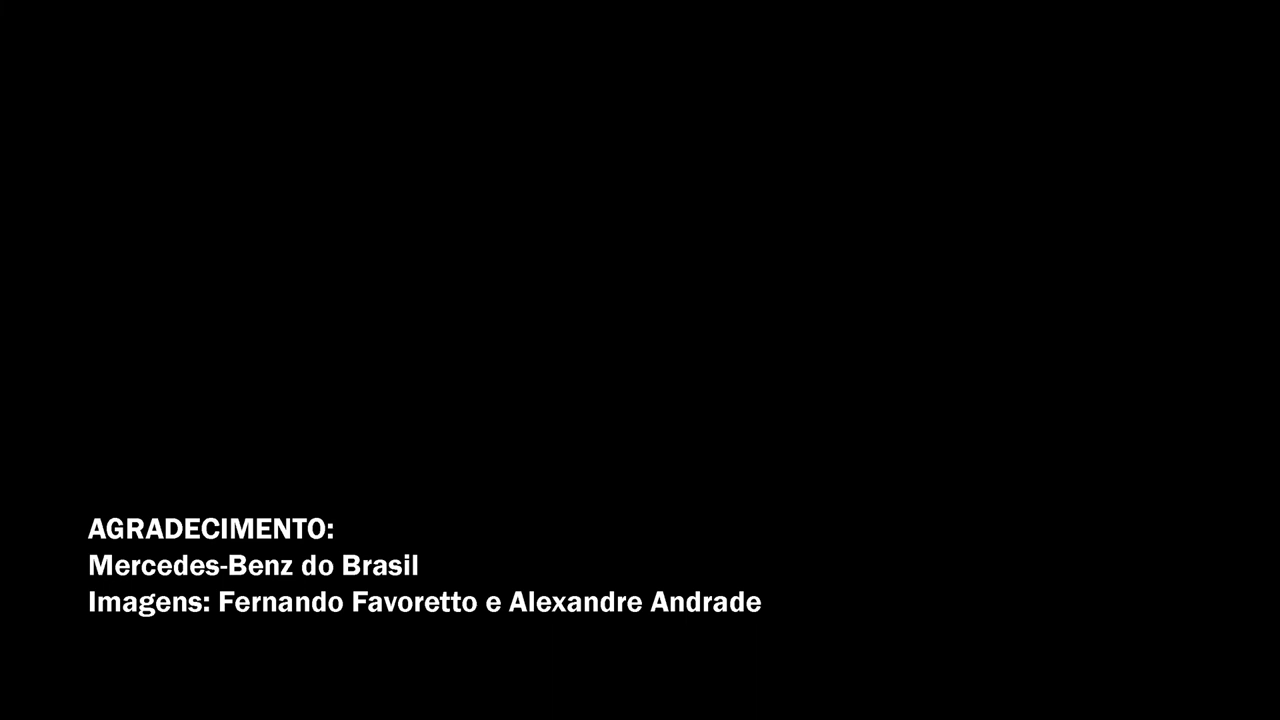 AGRADECIMENTO:
Mercedes-Benz do Brasil
Imagens: Fernando Favoretto e Alexandre Andrade